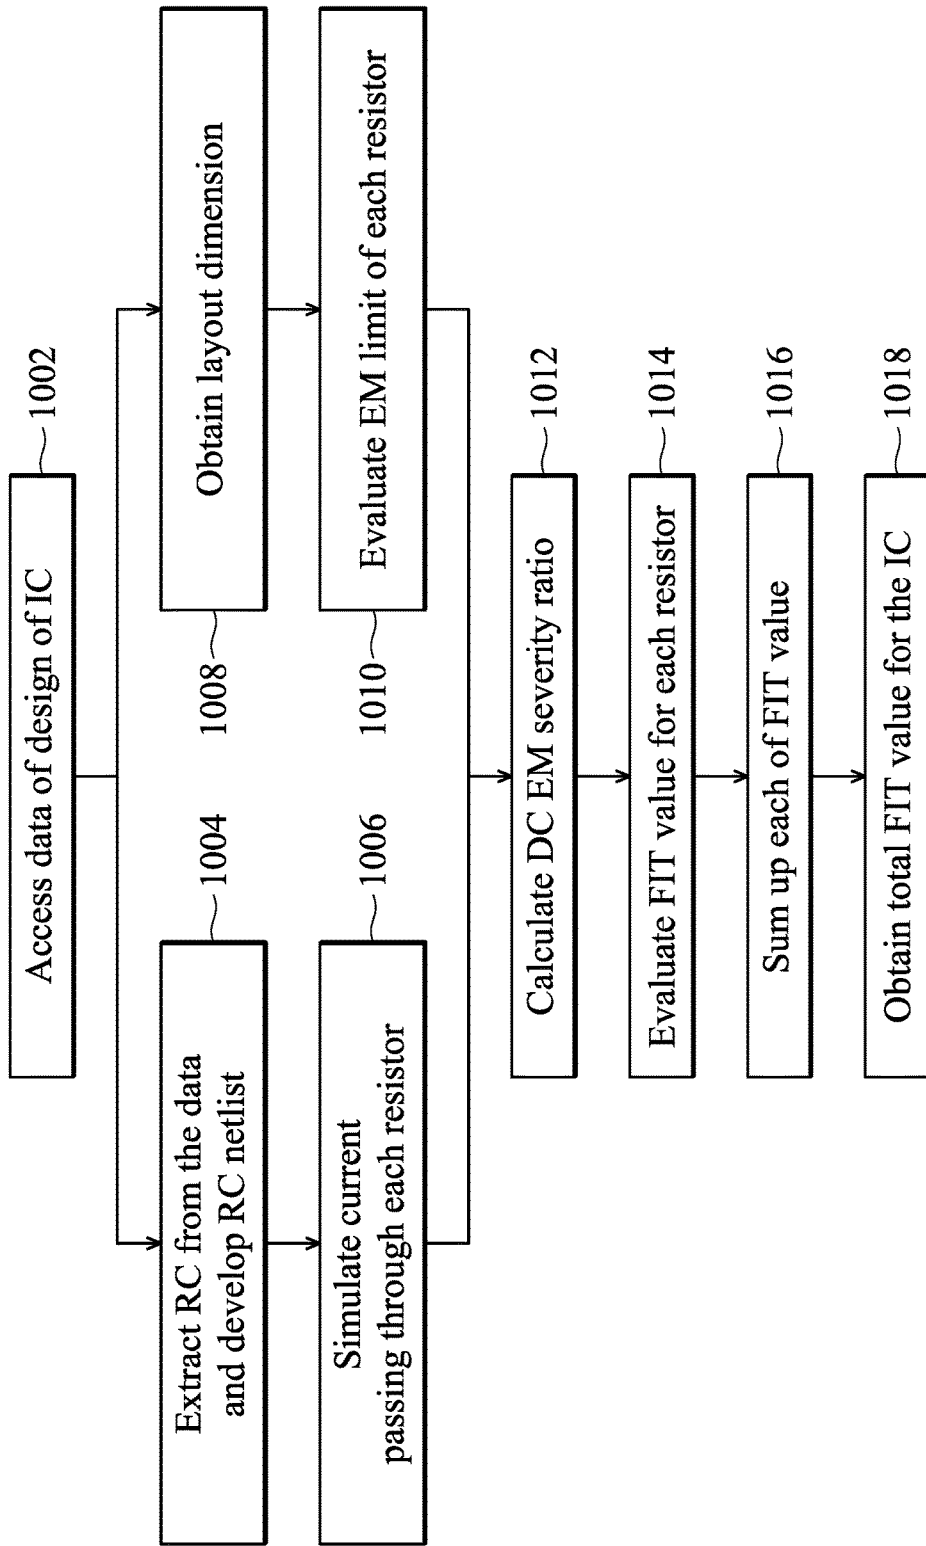 Access data of design of IC
1002
Extract RC from the data
and develop RC netlist
1004
Simulate current
passing through each resistor
1006
Obtain layout dimension
1008
Evaluate EM limit of each resistor
1010
Calculate DC EM severity ratio
1012
Evaluate FIT value for each resistor
1014
Sum up each of FIT value
1016
Obtain total FIT value for the IC
1018